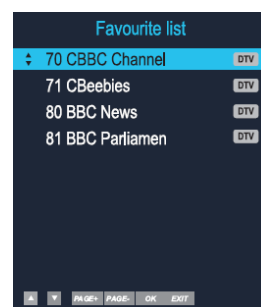 Favourite list
70 CBBC Channel DTV
71 CBeebies DTV
80 BBC News DTV
81 BBC Parliamen DTV
PAGE+ PAGE- OK EXIT